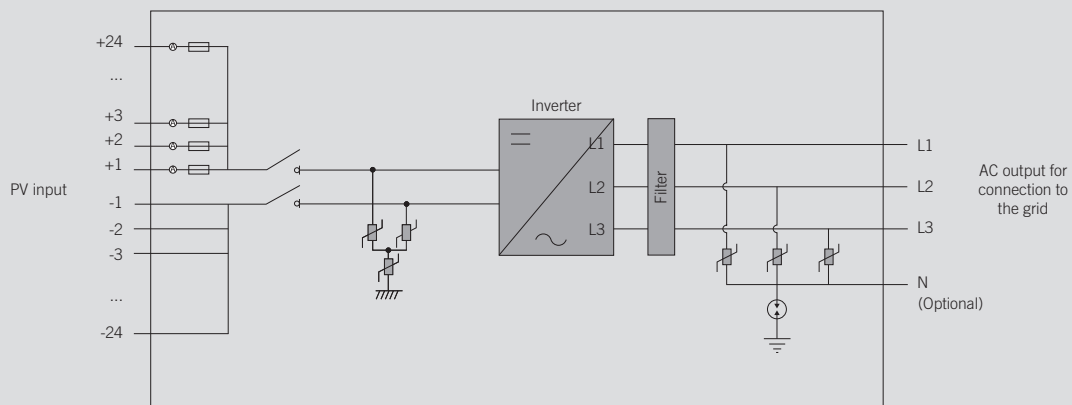 +24
...
+3
+2
+1
PV input
-1
-2
-3
...
-24
Inverter
L1
L2
L3
Filter
L1
L2
L3
N
(Optional)
AC output for
connection to
the grid